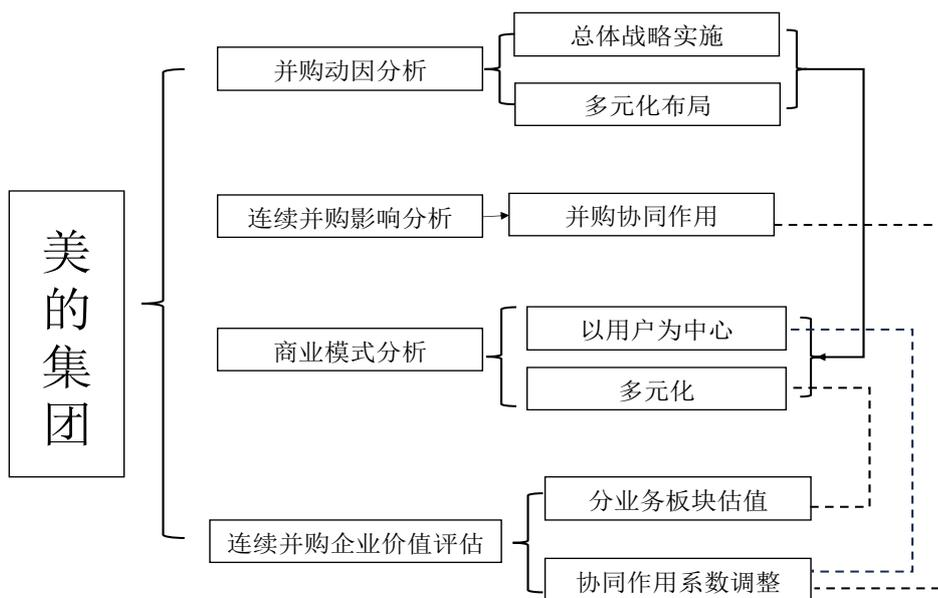 美的集团
并购动因分析
总体战略实施
多元化布局
连续并购影响分析
并购协同作用
商业模式分析
以用户为中心
多元化
连续并购企业价值评估
分业务板块估值
协同作用系数调整